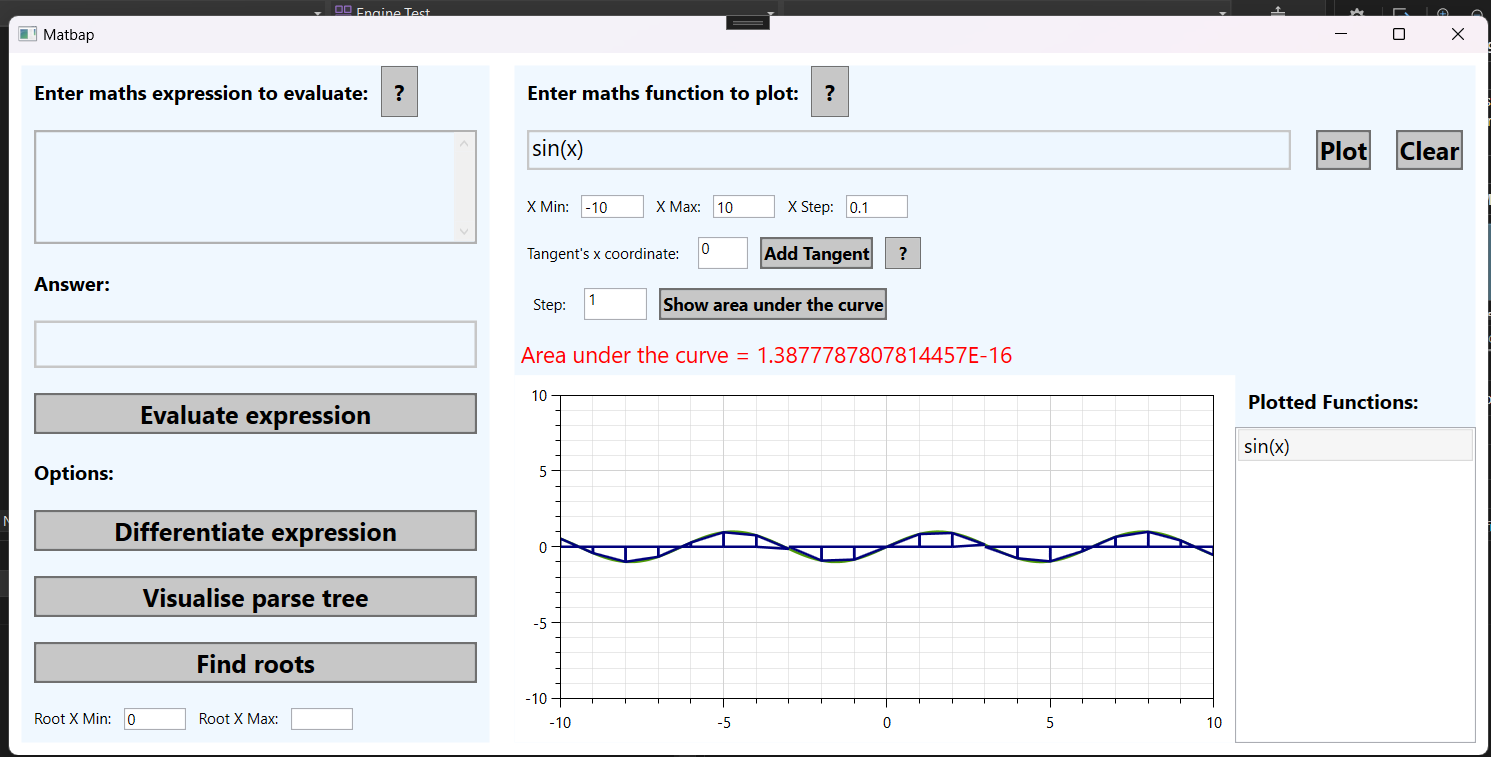 Engine Test
Matbap
Enter maths expression to evaluate: ?
Answer:
Evaluate expression
Options:
Differentiate expression
Visualise parse tree
Find roots
Root X Min: 0 Root X Max:
Enter maths function to plot: ?
sin(x) Plot Clear
X Min: -10 X Max: 10 X Step: 0.1
Tangent's x coordinate: 0 Add Tangent ?
Step: 1 Show area under the curve
Area under the curve = 1.3877787807814457E-16
10
5
0
-5
-10
-10 -5 0 5 10
Plotted Functions:
sin(x)